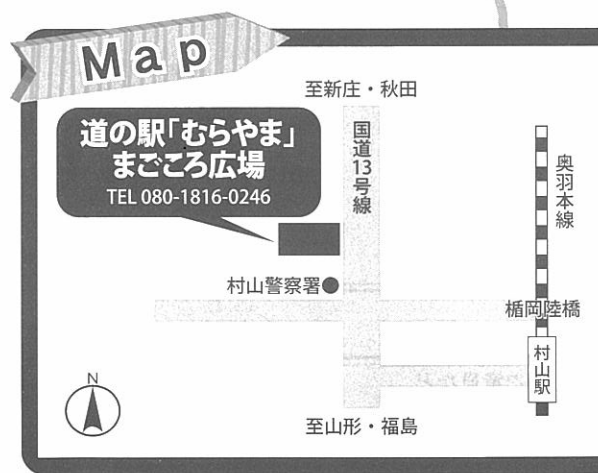 Map
至新庄・秋田
道の駅「むらやま」
まごころ広場
TEL 080-1816-0246
国道13号線
奥羽本線
村山警察署
楯岡陸橋
村山駅
N
至山形・福島